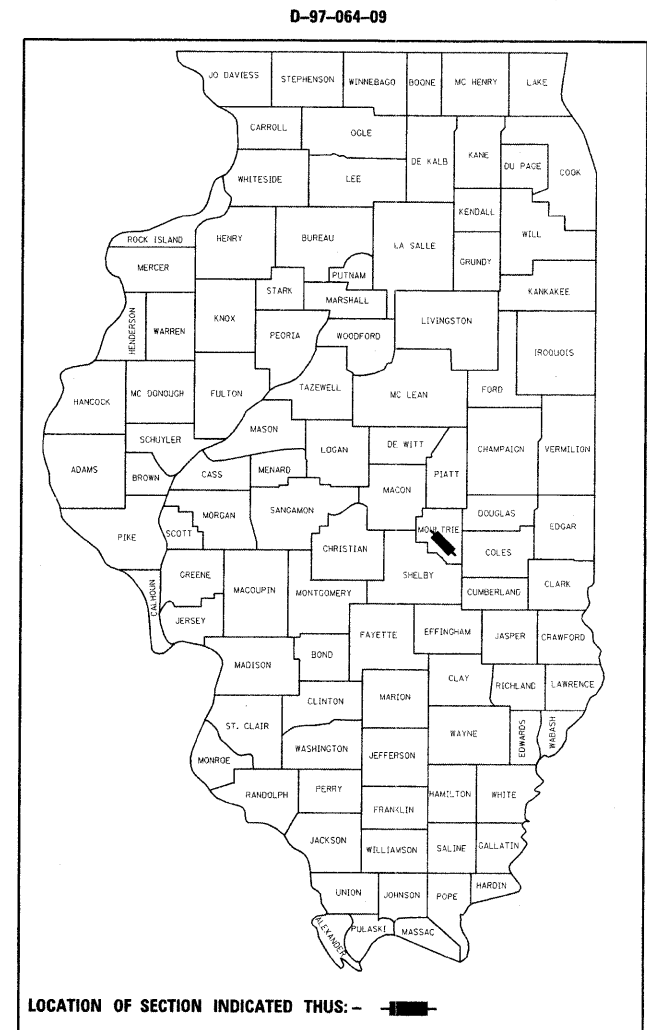 D-97-064-09
JO DAVIESS STEPHENSON WINNEBAGO BOONE MC HENRY LAKE
CARROLL OGLE
DE KALB KANE DU PAGE COOK
WHITESIDE LEE
KENDALL WILL
ROCK ISLAND HENRY BUREAU LA SALLE GRUNDY
MERCER PUTNAM
STARK MARSHALL KANKAKEE
HENDERSON WARREN KNOX PEORIA WOODFORD LIVINGSTON IROQUOIS
HANCOCK MC DONOUGH FULTON TAZEWELL MC LEAN FORD
MASON
SCHUYLER LOGAN DE WITT CHAMPAIGN VERMILION
ADAMS BROWN CASS MENARD PIATT
MACON
MORGAN SANGAMON DOUGLAS EDGAR
PIKE SCOTT CHRISTIAN MOULTRIE COLES
CALHOUN GREENE MACOUPIN MONTGOMERY SHELBY CUMBERLAND CLARK
JERSEY FAYETTE EFFINGHAM JASPER CRAWFORD
MADISON BOND
CLAY RICHLAND LAWRENCE
CLINTON MARION
ST. CLAIR WAYNE EDWARDS WABASH
WASHINGTON JEFFERSON
MONROE
RANDOLPH PERRY HAMILTON WHITE
FRANKLIN
JACKSON WILLIAMSON SALINE GALLATIN
UNION JOHNSON POPE HARDIN
ALEXANDER PULASKI MASSAC
LOCATION OF SECTION INDICATED THUS: -